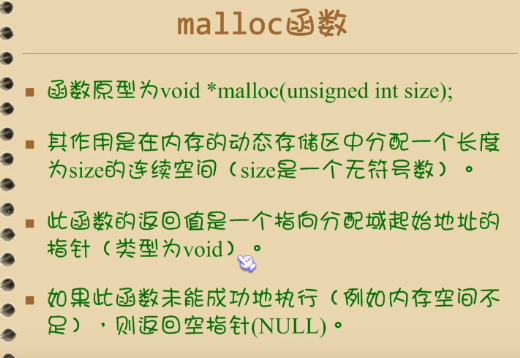 malloc函数
函数原型为void *malloc(unsigned int size);
其作用是在内存的动态存储区中分配一个长度
为size的连续空间（size是一个无符号数）。
此函数的返回值是一个指向分配域起始地址的
指针（类型为void）。
如果此函数未能成功地执行（例如内存空间不
足），则返回空指针(NULL)。